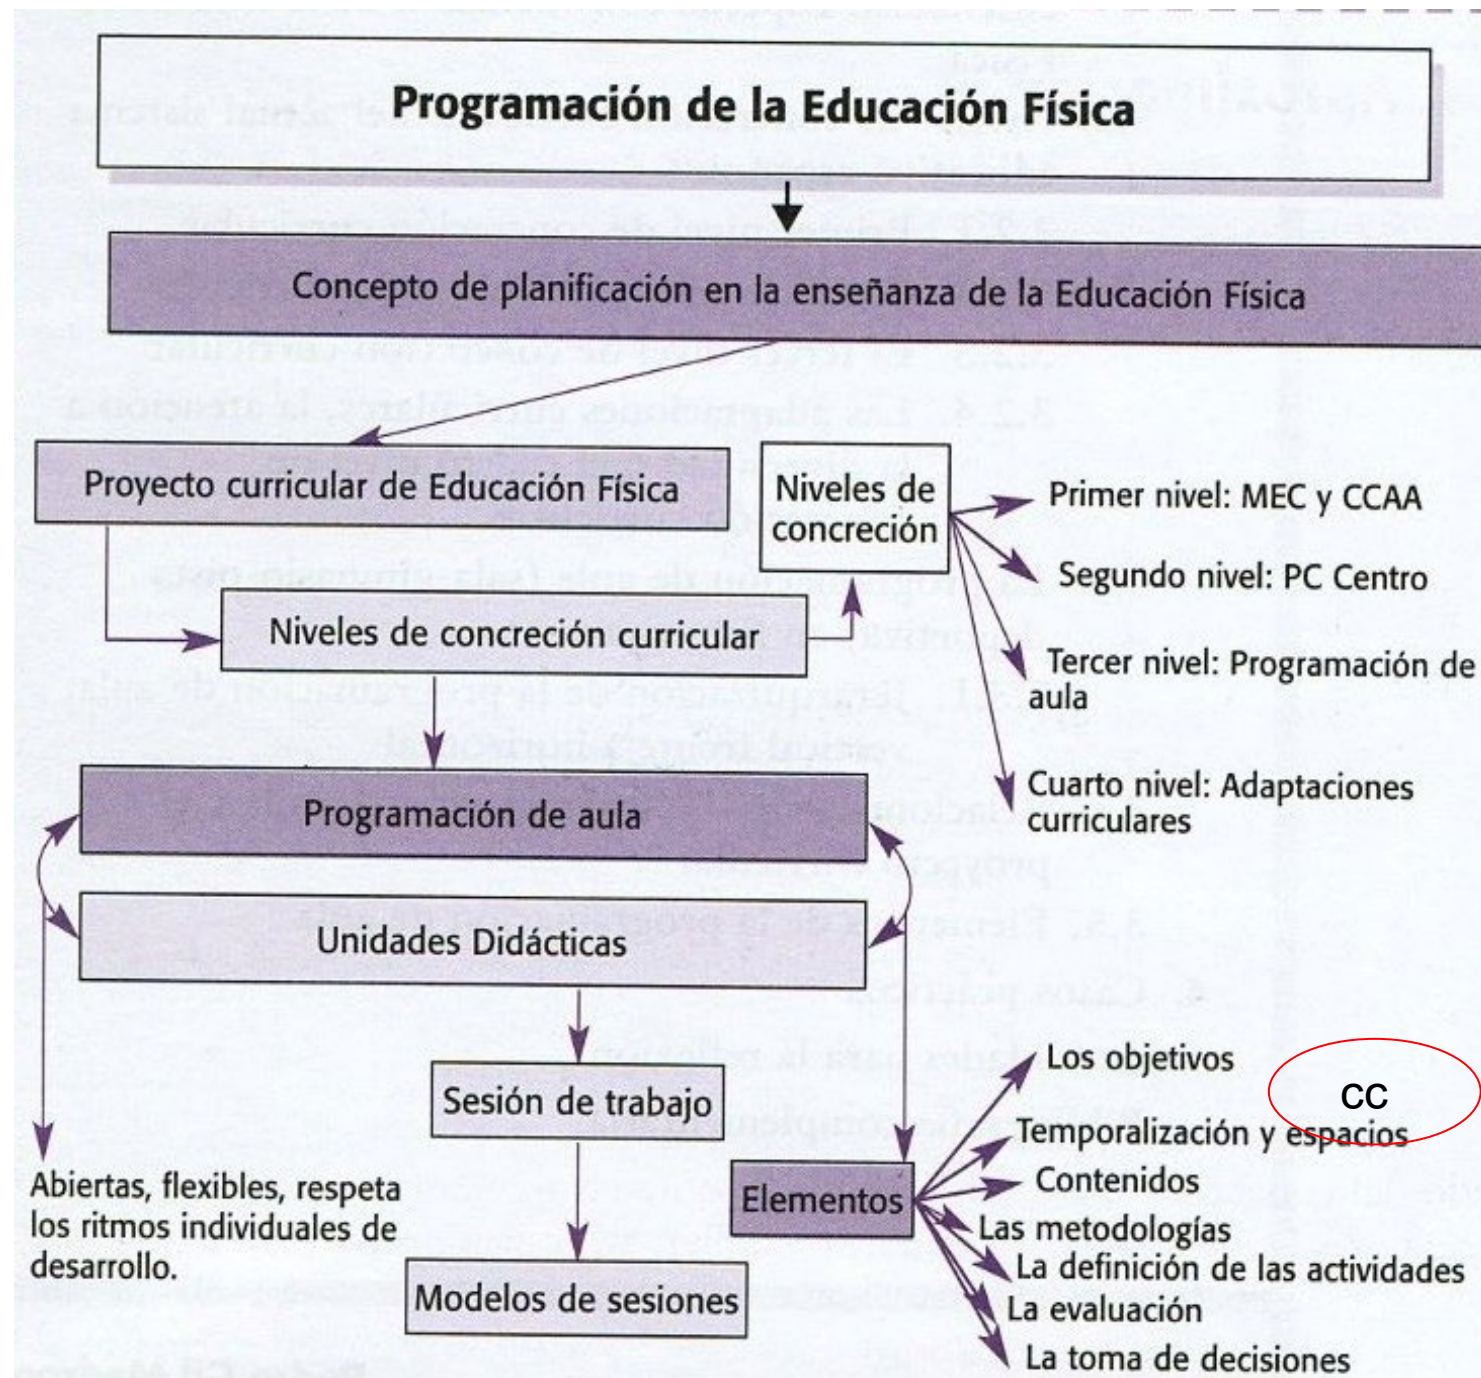 Programación de la Educación Física
Concepto de planificación en la enseñanza de la Educación Física
Proyecto curricular de Educación Física
Niveles de
concreción
Primer nivel: MEC y CCAA
Segundo nivel: PC Centro
Niveles de concreción curricular
Tercer nivel: Programación de
aula
Cuarto nivel: Adaptaciones
curriculares
Programación de aula
Unidades Didácticas
Sesión de trabajo
Modelos de sesiones
Abiertas, flexibles, respeta
los ritmos individuales de
desarrollo.
Elementos
Los objetivos
CC
Temporalización y espacios
Contenidos
Las metodologías
La definición de las actividades
La evaluación
La toma de decisiones